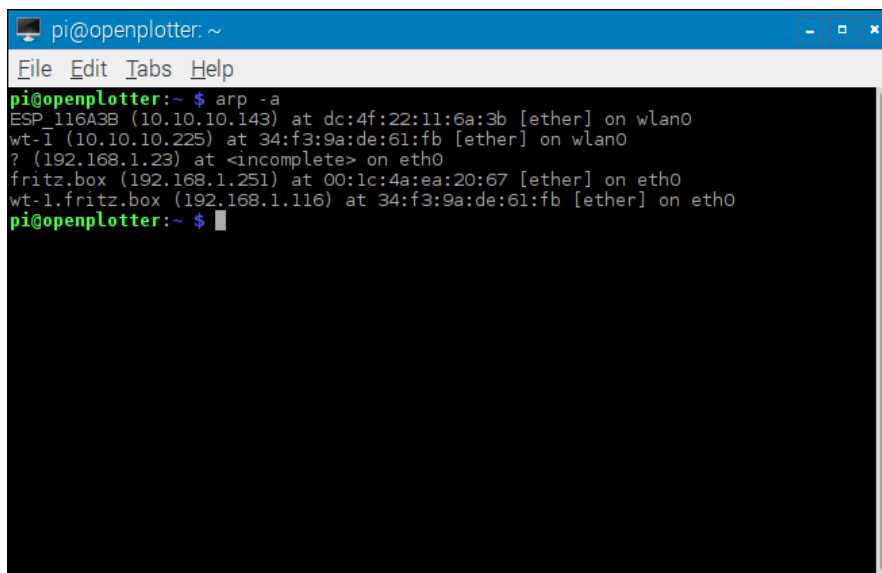 pi@openplotter: ~
File Edit Tabs Help
pi@openplotter:~ $ arp -a
ESP_116A3B (10.10.10.143) at dc:4f:22:11:6a:3b [ether] on wlan0
wt-1 (10.10.10.225) at 34:f3:9a:de:61:fb [ether] on wlan0
? (192.168.1.23) at <incomplete> on eth0
fritz.box (192.168.1.251) at 00:1c:4a:ea:20:67 [ether] on eth0
wt-1.fritz.box (192.168.1.116) at 34:f3:9a:de:61:fb [ether] on eth0
pi@openplotter:~ $